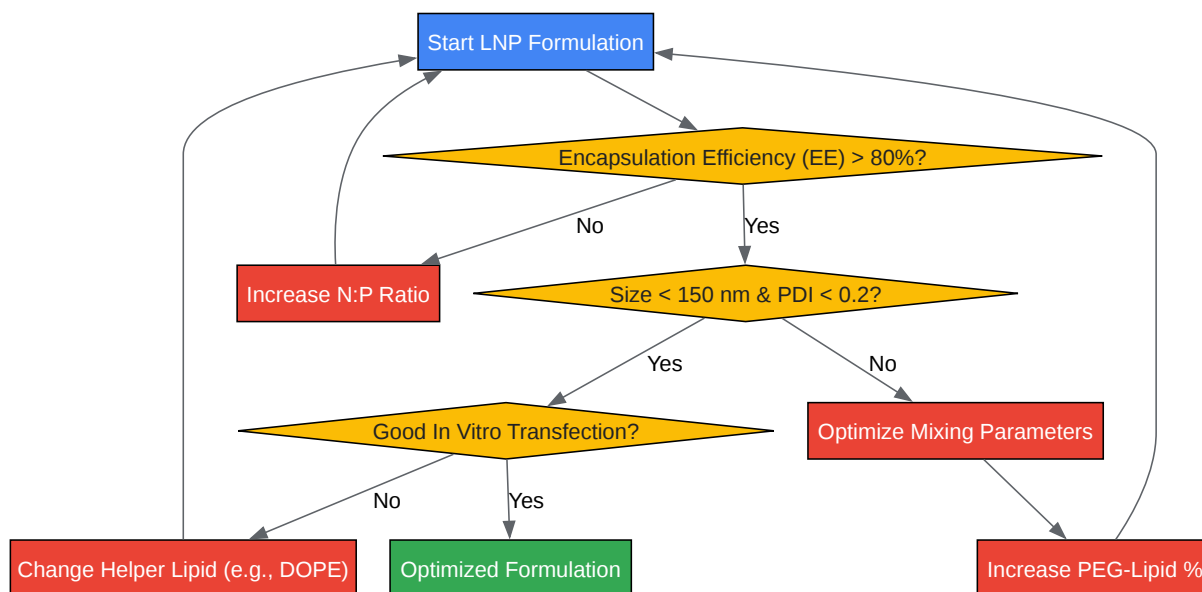 Start LNP Formulation
Encapsulation Efficiency (EE) > 80%?
No
Yes
Increase N:P Ratio
Size < 150 nm & PDI < 0.2?
Yes
No
Good In Vitro Transfection?
Optimize Mixing Parameters
No
Yes
Change Helper Lipid (e.g., DOPE)
Optimized Formulation
Increase PEG-Lipid %